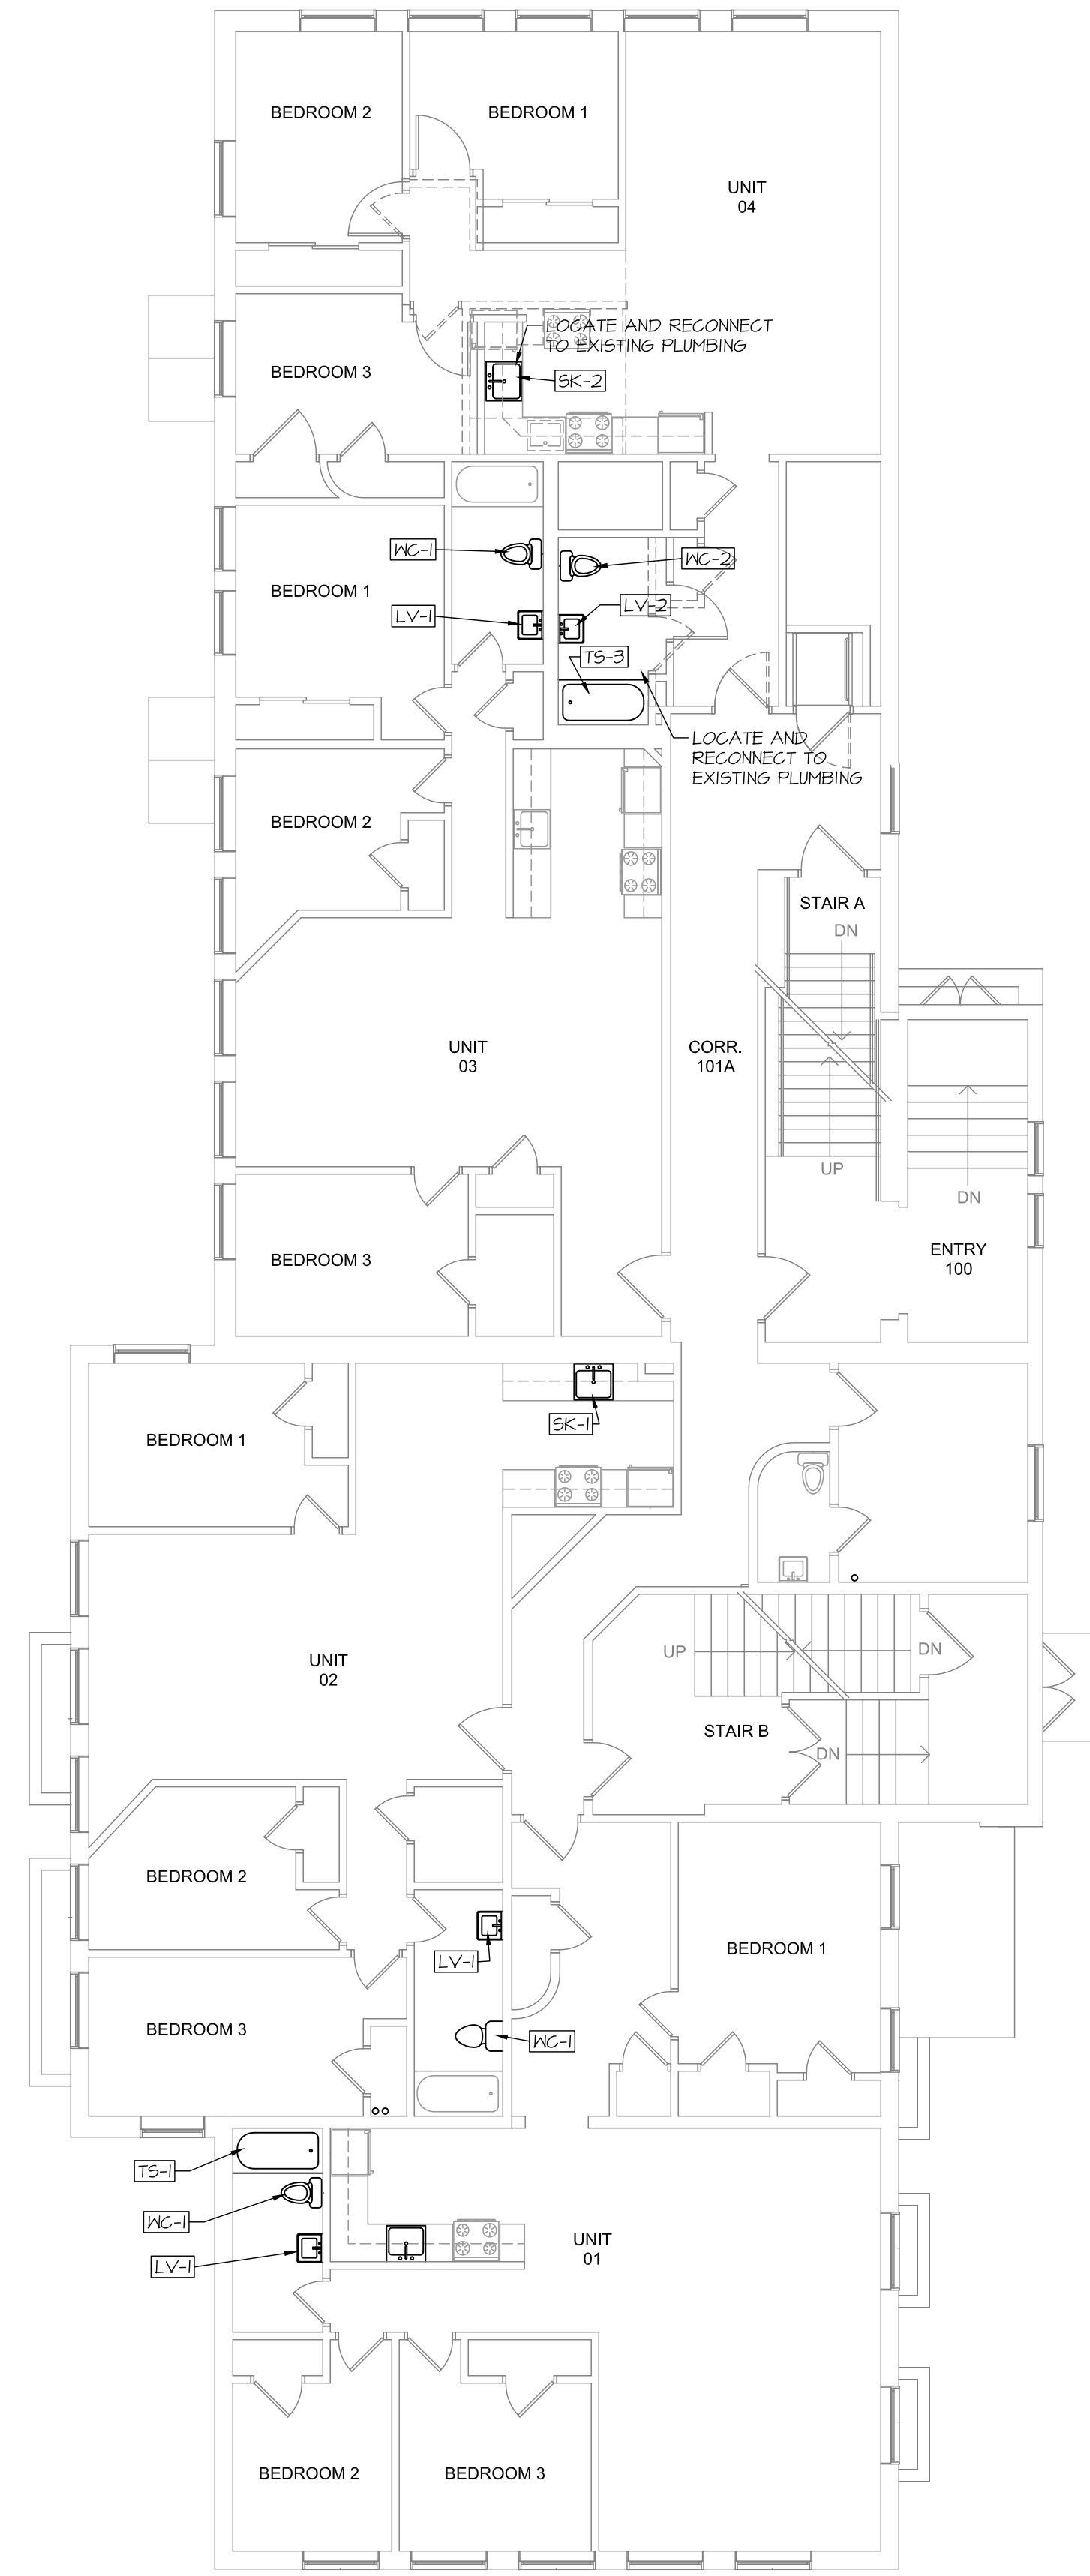 BEDROOM 2
BEDROOM 1
UNIT
04
LOCATE AND RECONNECT
TO EXISTING PLUMBING
BEDROOM 3
SK-2
WC-1
WC-2
BEDROOM 1
LV-1
LV-2
TS-3
LOCATE AND
RECONNECT TO
EXISTING PLUMBING
BEDROOM 2
STAIR A
DN
UNIT
03
CORR.
101A
UP
DN
ENTRY
100
BEDROOM 3
SK-1
BEDROOM 1
UNIT
02
UP
DN
STAIR B
DN
BEDROOM 2
BEDROOM 1
LV-1
BEDROOM 3
WC-1
TS-1
WC-1
UNIT
01
LV-1
BEDROOM 2
BEDROOM 3